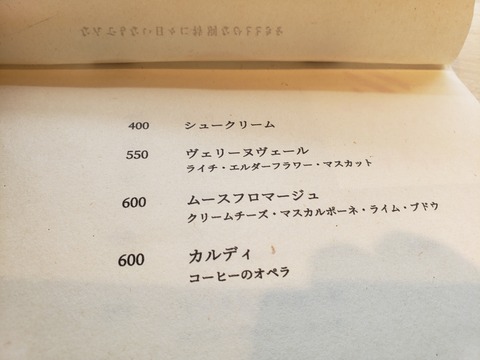 400 シュークリーム
550 ヴェリーヌヴェール
ライチ・エルダーフラワー・マスカット
600 ムースフロマージュ
クリームチーズ・マスカルポーネ・ライム・ブドウ
600 カルディ
コーヒーのオペラ